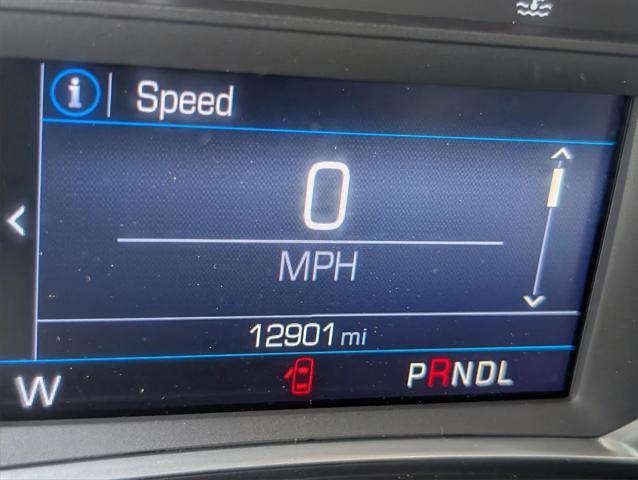 i Speed
0
MPH
12901 mi
W PRNDL